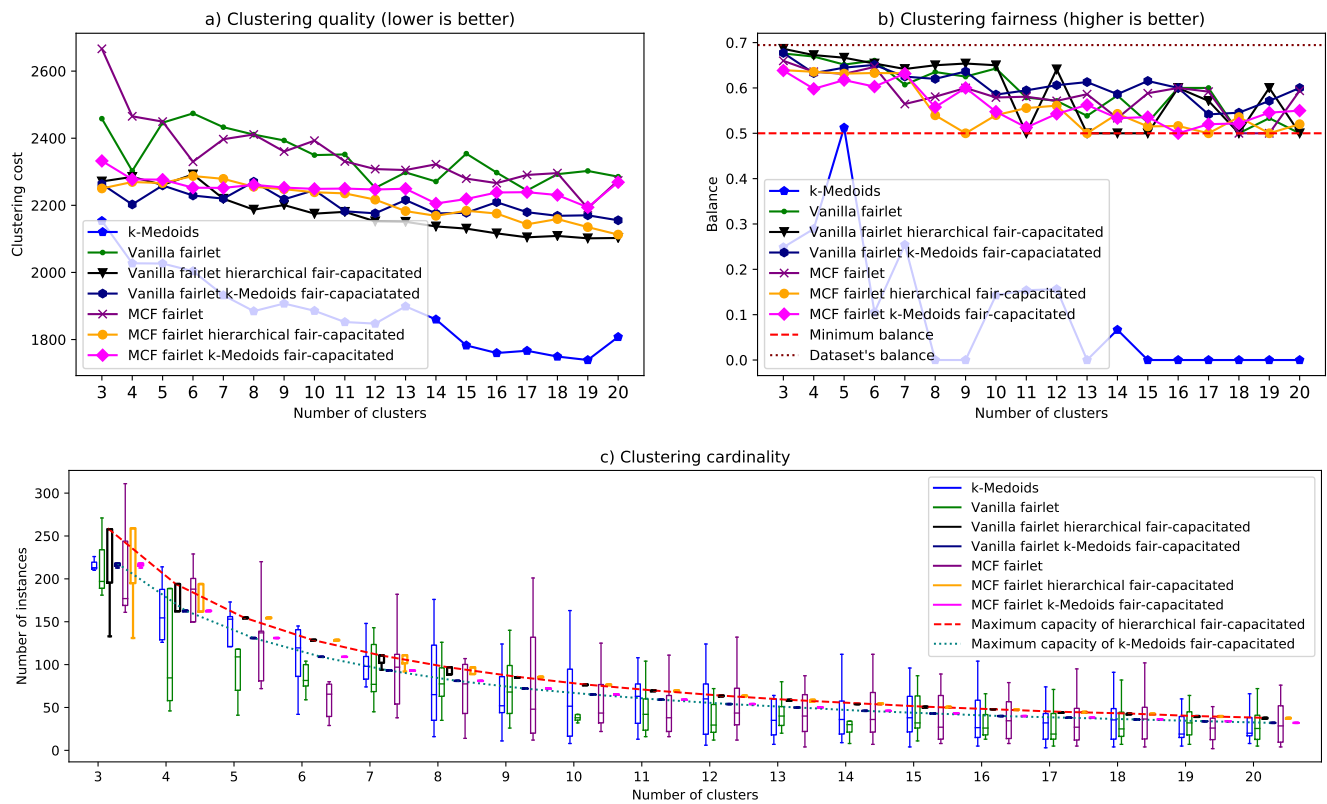 a) Clustering quality (lower is better)
Clustering cost
2600
2400
2200
2000
1800
k-Medoids
Vanilla fairlet
Vanilla fairlet hierarchical fair-capacitated
Vanilla fairlet k-Medoids fair-capaciatated
MCF fairlet
MCF fairlet hierarchical fair-capacitated
MCF fairlet k-Medoids fair-capacitated
3 4 5 6 7 8 9 10 11 12 13 14 15 16 17 18 19 20
Number of clusters
b) Clustering fairness (higher is better)
Balance
0.7
0.6
0.5
0.4
0.3
0.2
0.1
0.0
k-Medoids
Vanilla fairlet
Vanilla fairlet hierarchical fair-capacitated
Vanilla fairlet k-Medoids fair-capaciatated
MCF fairlet
MCF fairlet hierarchical fair-capacitated
MCF fairlet k-Medoids fair-capacitated
Minimum balance
Dataset's balance
3 4 5 6 7 8 9 10 11 12 13 14 15 16 17 18 19 20
Number of clusters
c) Clustering cardinality
Number of instances
300
250
200
150
100
50
0
k-Medoids
Vanilla fairlet
Vanilla fairlet hierarchical fair-capacitated
Vanilla fairlet k-Medoids fair-capacitated
MCF fairlet
MCF fairlet hierarchical fair-capacitated
MCF fairlet k-Medoids fair-capacitated
Maximum capacity of hierarchical fair-capacitated
Maximum capacity of k-Medoids fair-capacitated
3 4 5 6 7 8 9 10 11 12 13 14 15 16 17 18 19 20
Number of clusters